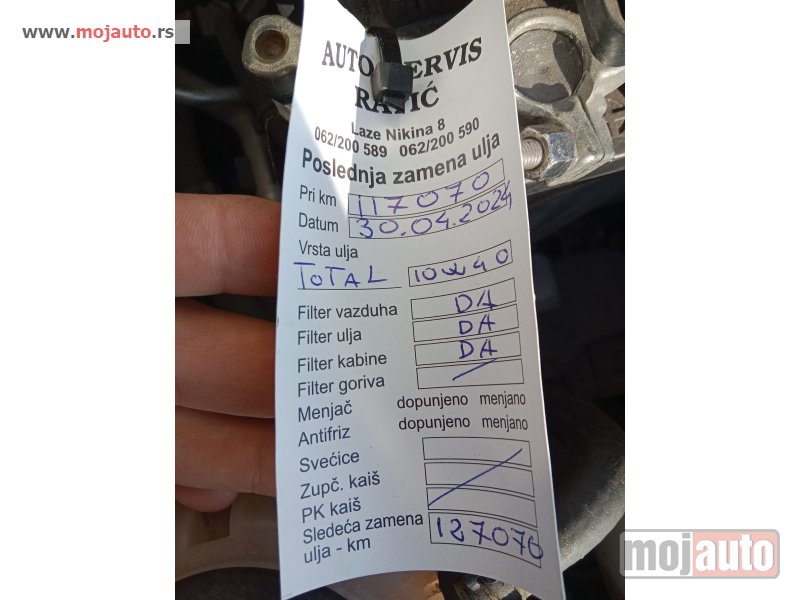 www.mojauto.rs
AUTO SERVIS
RATIĆ
Laze Nikina 8
062/200 589 062/200 590
Poslednja zamena ulja
Pri km 117070
Datum 30.04.2024
Vrsta ulja
TOTAL 10W40
Filter vazduha DA
Filter ulja DA
Filter kabine DA
Filter goriva /
Menjač dopunjeno menjano
Antifriz dopunjeno menjano
Svećice
Zupč. kaiš /
PK kaiš
Sledeća zamena
ulja - km 127070
mojauto